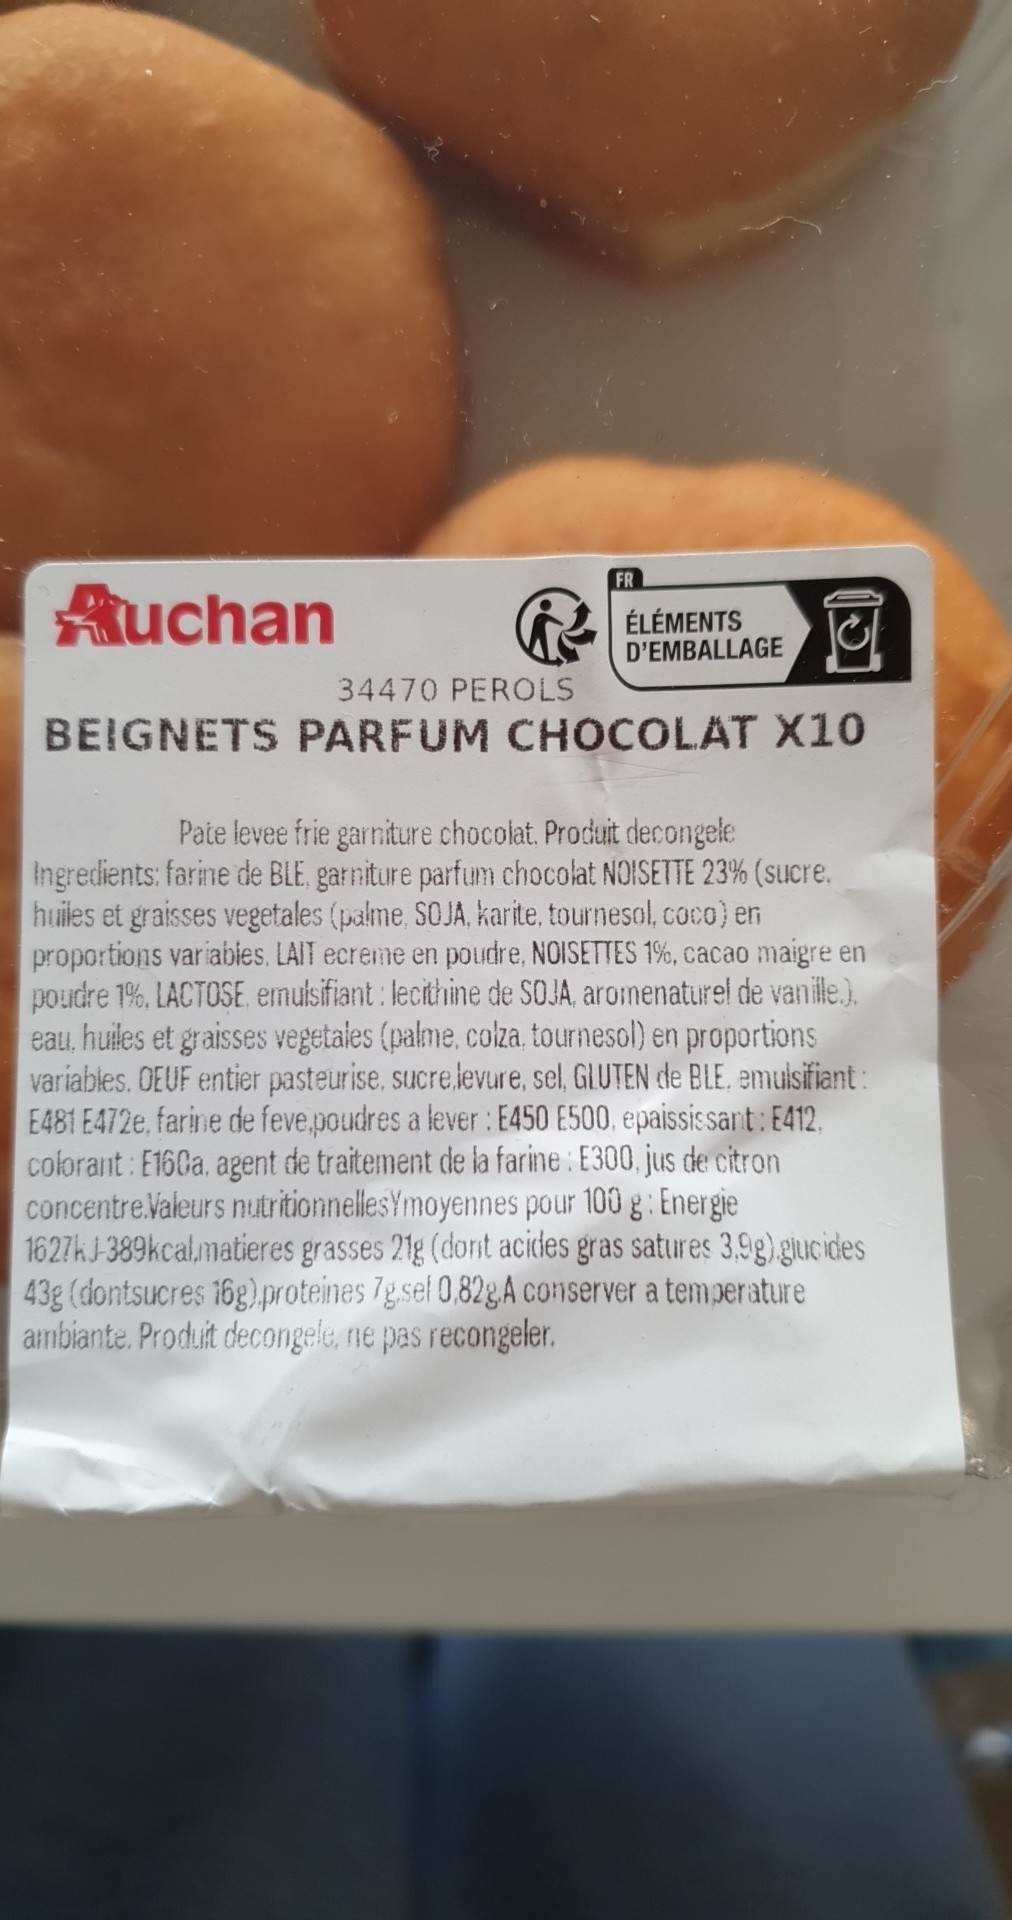 Auchan
FR
ÉLÉMENTS
D'EMBALLAGE
34470 PEROLS
BEIGNETS PARFUM CHOCOLAT X10
Pate levee frie garniture chocolat. Produit decongele
Ingredients: farine de BLE, garniture parfum chocolat NOISETTE 23% (sucre,
huiles et graisses vegetales (palme, SOJA, karite, tournesol, coco) en
proportions variables, LAIT ecreme en poudre, NOISETTES 1%, cacao maigre en
poudre 1%, LACTOSE, emulsifiant : lecithine de SOJA, aromenaturel de vanille.),
eau, huiles et graisses vegetales (palme, colza, tournesol) en proportions
variables, OEUF entier pasteurise, sucre,levure, sel, GLUTEN de BLE, emulsifiant :
E481 E472e, farine de feve,poudres a lever : E450 E500, epaississant : E412,
colorant : E160a, agent de traitement de la farine : E300, jus de citron
concentre.Valeurs nutritionnellesYmoyennes pour 100 g : Energie
1627kJ-389kcal,matieres grasses 21g (dont acides gras satures 3,9g),glucides
43g (dontsucres 16g),proteines 7g,sel 0,82g.A conserver a temperature
ambiante. Produit decongele, ne pas recongeler.